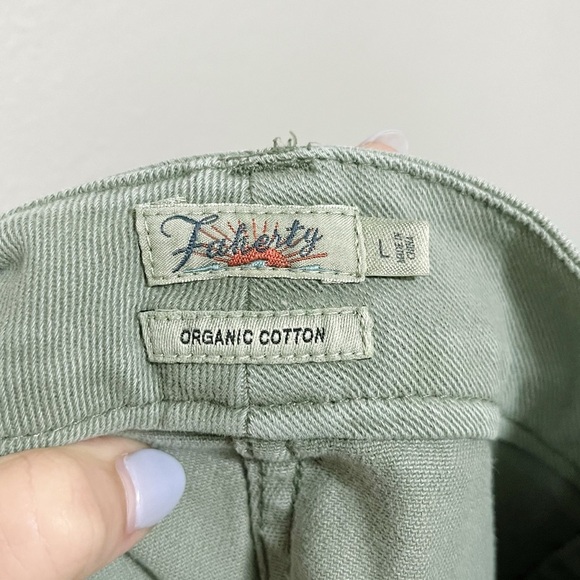 Faherty
L
MADE IN
CHINA
ORGANIC COTTON